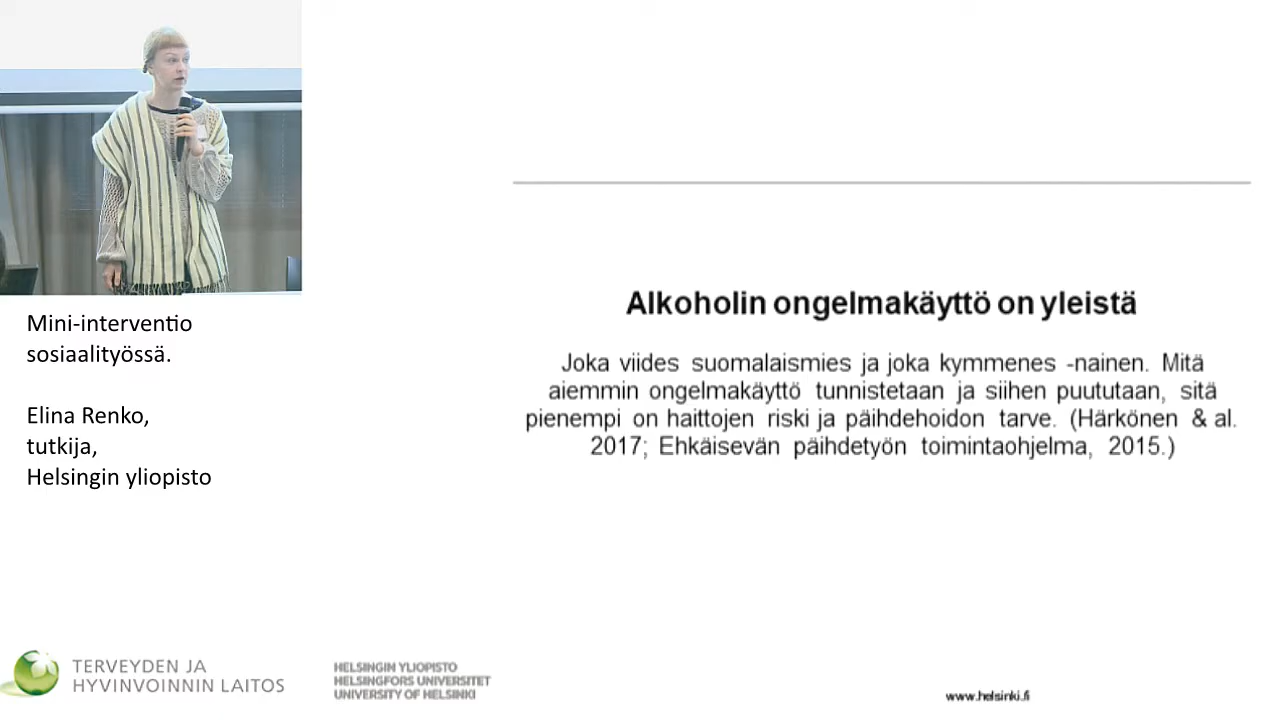 Mini-interventio
sosiaalityössä.
Elina Renko,
tutkija,
Helsingin yliopisto
Alkoholin ongelmakäyttö on yleistä
Joka viides suomalaismies ja joka kymmenes -nainen. Mitä
aiemmin ongelmakäyttö tunnistetaan ja siihen puututaan, sitä
pienempi on haittojen riski ja päihdehoidon tarve. (Härkönen & al.
2017; Ehkäisevän päihdetyön toimintaohjelma, 2015.)
TERVEYDEN JA
HYVINVOINNIN LAITOS
HELSINGIN YLIOPISTO
HELSINGFORS UNIVERSITET
UNIVERSITY OF HELSINKI
www.helsinki.fi